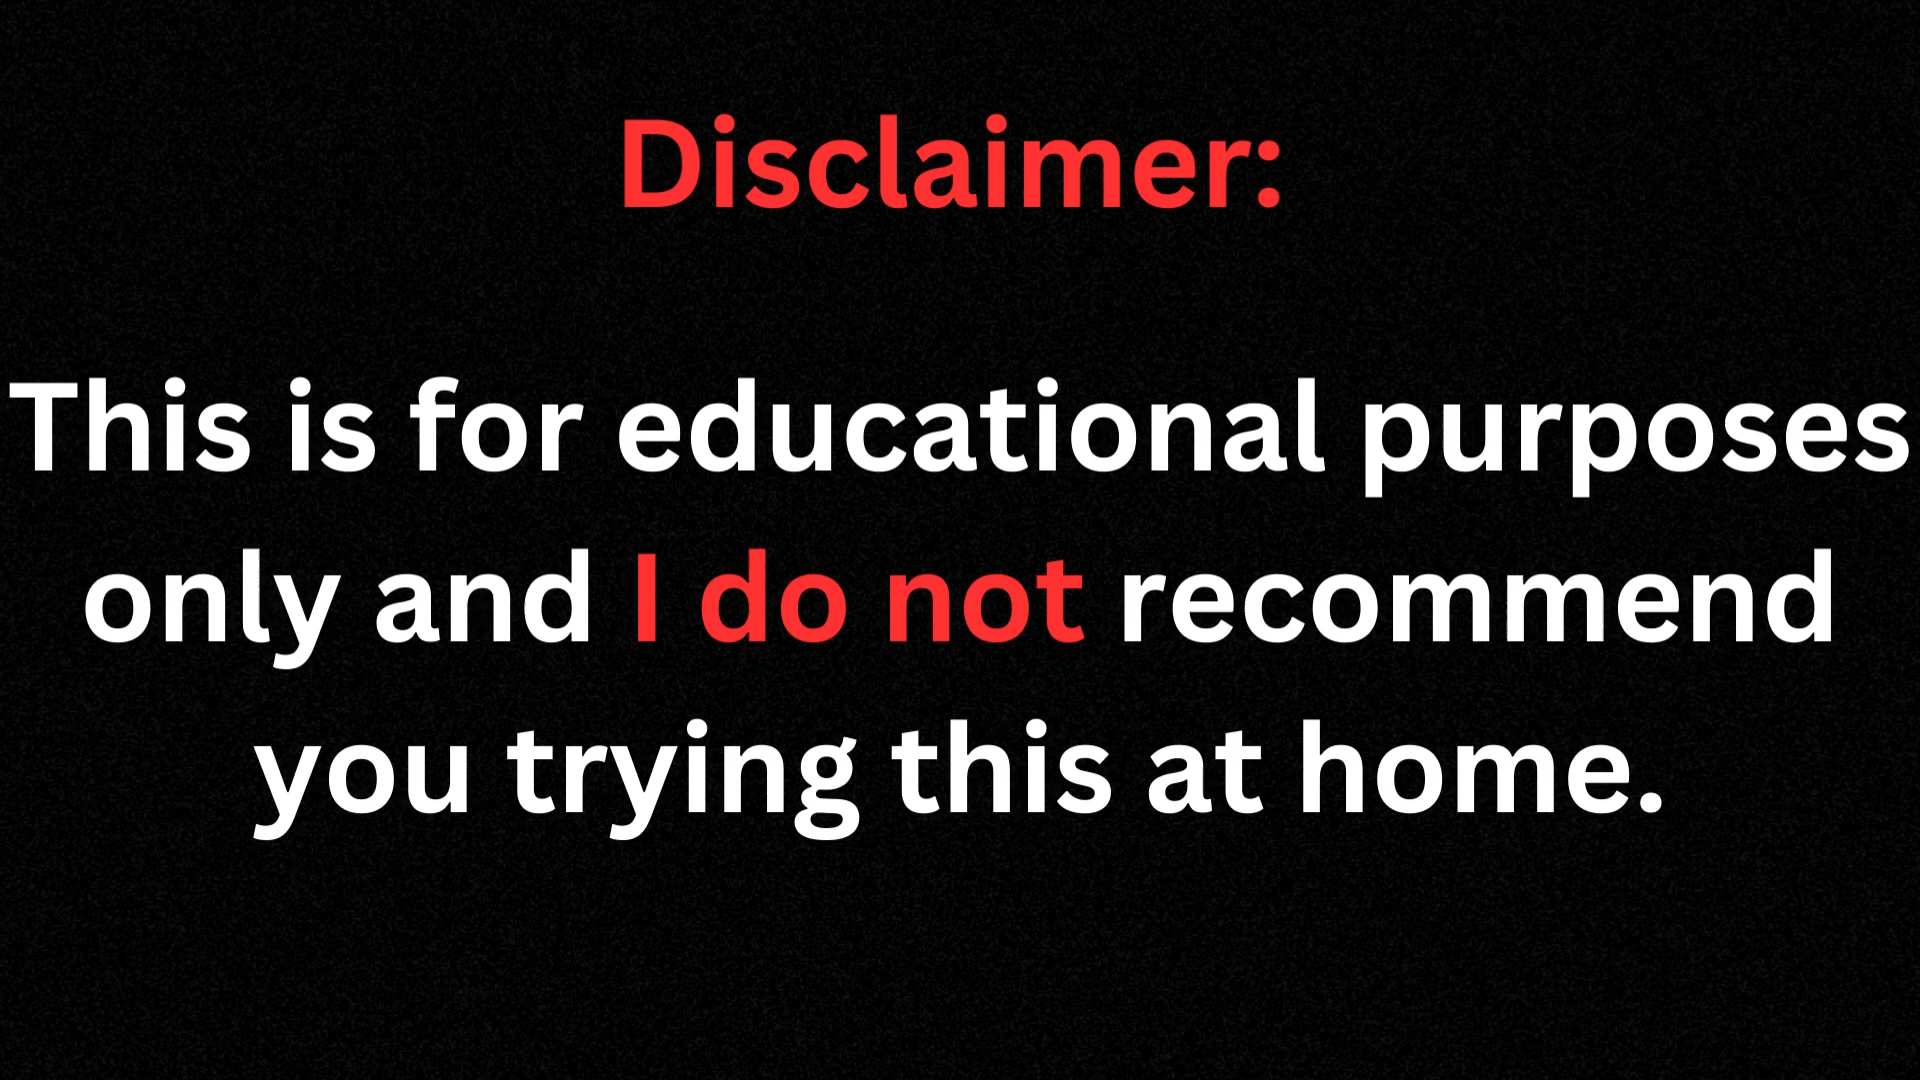 Disclaimer:
This is for educational purposes
only and I do not recommend
you trying this at home.